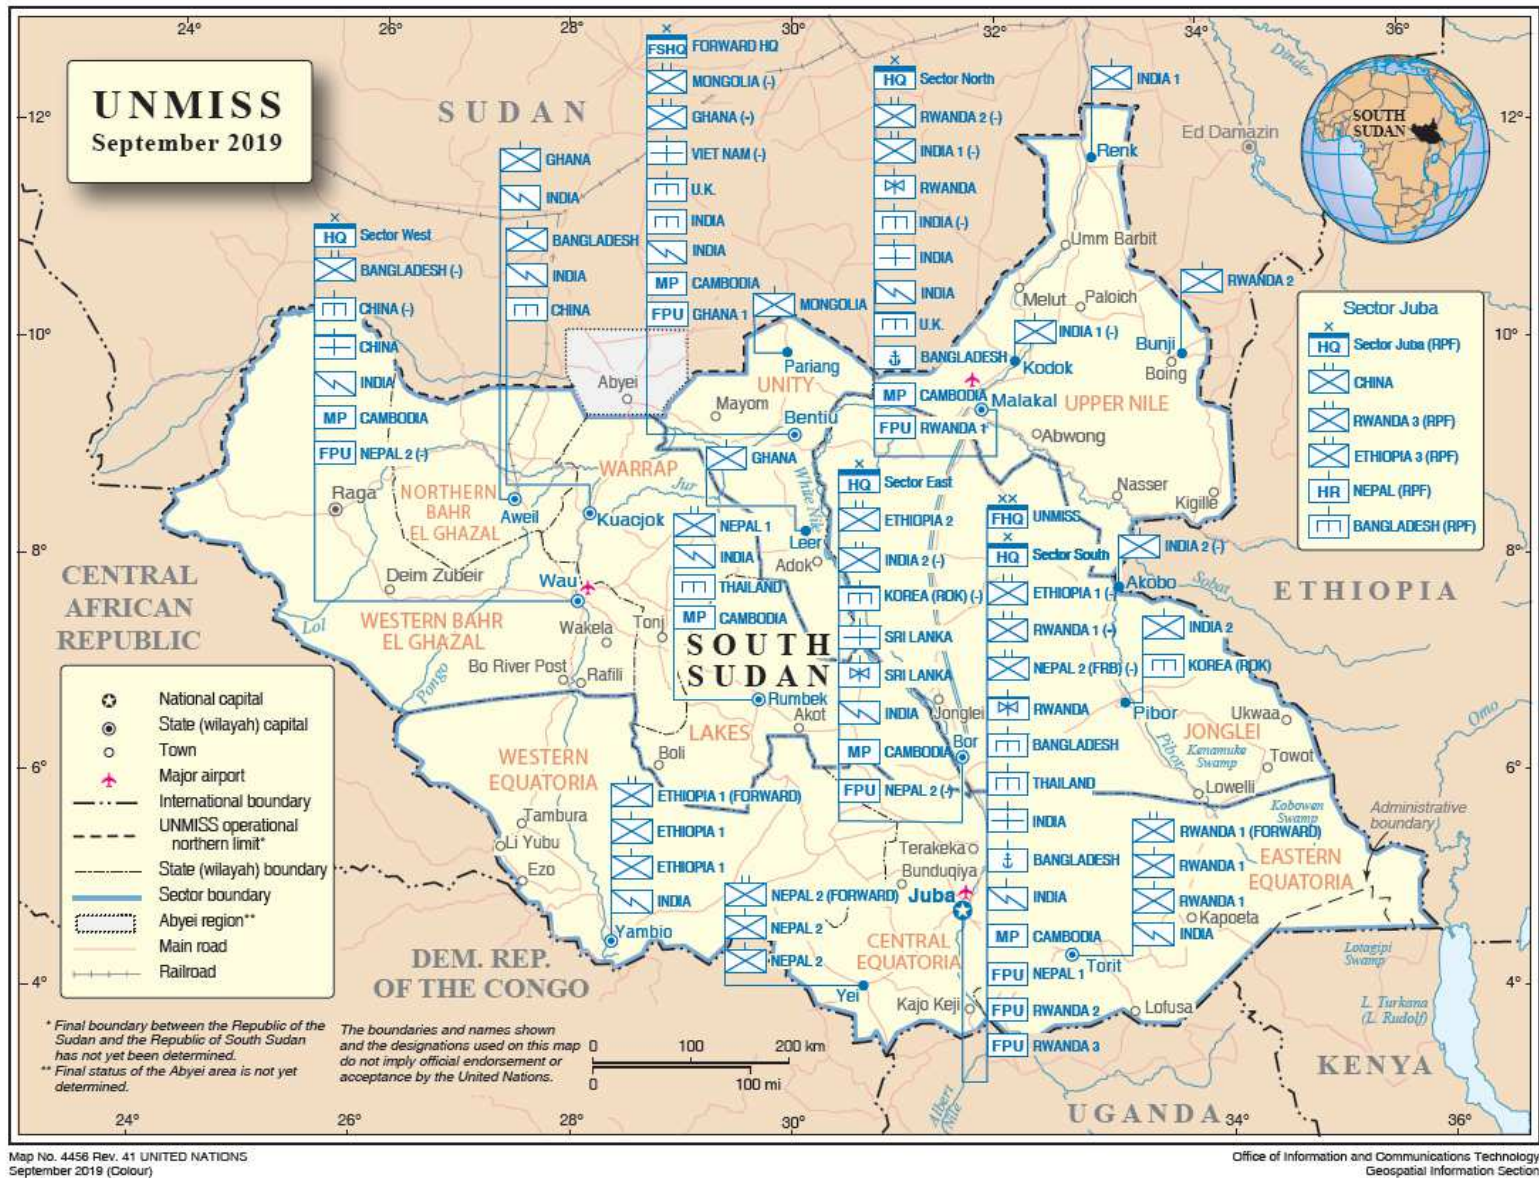 24°
28°
30°
32°
34°
36°
UNMISS
September 2019
SUDAN
12°
12°
10°
10°
8°
8°
6°
6°
4°
4°
FSHQ FORWARD HQ
MONGOLIA (-)
GHANA (-)
VIET NAM (-)
U.K.
INDIA
INDIA
MP CAMBODIA
FPU GHANA 1
HQ Sector North
RWANDA 2 (-)
INDIA 1 (-)
RWANDA
INDIA (-)
INDIA
INDIA
U.K.
BANGLADESH
MP CAMBODIA
FPU RWANDA 1
INDIA 1
Renk
Ed Damazin
Dinder
SOUTH
SUDAN
GHANA
INDIA
BANGLADESH
INDIA
CHINA
HQ Sector West
BANGLADESH (-)
CHINA (-)
CHINA
INDIA
MP CAMBODIA
FPU NEPAL 2 (-)
MONGOLIA
Pariang
UNITY
Abyei
Mayom
Bentiu
Umm Barbit
Melut
Paloich
INDIA 1 (-)
Kodok
Malakal
UPPER NILE
Abwong
RWANDA 2
Bunji
Boing
Nasser
Kigille
Sector Juba
HQ Sector Juba (RPF)
CHINA
RWANDA 3 (RPF)
ETHIOPIA 3 (RPF)
HR NEPAL (RPF)
BANGLADESH (RPF)
Raga
NORTHERN
BAHR
EL GHAZAL
WARRAP
Jur
Aweil
Kuacjok
GHANA
White Nile
Leer
Adok
NEPAL 1
INDIA
THAILAND
MP CAMBODIA
HQ Sector East
ETHIOPIA 2
INDIA 2 (-)
KOREA (ROK) (-)
SRI LANKA
SRI LANKA
INDIA
MP CAMBODIA
FPU NEPAL 2 (-)
FHQ UNMISS
HQ Sector South
ETHIOPIA 1 (-)
RWANDA 1 (-)
NEPAL 2 (FRB) (-)
RWANDA
BANGLADESH
THAILAND
INDIA
BANGLADESH
INDIA
MP CAMBODIA
FPU NEPAL 1
FPU RWANDA 2
FPU RWANDA 3
INDIA 2 (-)
Akobo
Sobat
ETHIOPIA
INDIA 2
KOREA (ROK)
Pibor
Pibor
JONGLEI
Ukwaa
Kenamuke
Swamp
Towot
Lowelli
Kobowen
Swamp
Omo
Administrative
boundary)
CENTRAL
AFRICAN
REPUBLIC
Deim Zubeir
Wau
WESTERN BAHR
EL GHAZAL
Lol
Pongo
Wakela
Tonj
Bo River Post
Rafili
SOUTH
SUDAN
Rumbek
Akot
Jonglei
Bor
LAKES
Boli
WESTERN
EQUATORIA
Tambura
Li Yubu
Ezo
ETHIOPIA 1 (FORWARD)
ETHIOPIA 1
ETHIOPIA 1
INDIA
Yambio
NEPAL 2 (FORWARD)
NEPAL 2
NEPAL 2
Yei
Terakeka
Bunduqiya
Juba
CENTRAL
EQUATORIA
Kajo Keji
RWANDA 1 (FORWARD)
RWANDA 1
RWANDA 1
INDIA
Torit
EASTERN
EQUATORIA
Kapoeta
Lofusa
Lotagipi
Swamp
L. Turkana
(L. Rudolf)
KENYA
UGANDA
Albert
Nile
DEM. REP.
OF THE CONGO
National capital
State (wilayah) capital
Town
Major airport
International boundary
UNMISS operational
northern limit*
State (wilayah) boundary
Sector boundary
Abyei region**
Main road
Railroad
* Final boundary between the Republic of the
Sudan and the Republic of South Sudan
has not yet been determined.
** Final status of the Abyei area is not yet
determined.
The boundaries and names shown
and the designations used on this map
do not imply official endorsement or
acceptance by the United Nations.
0 100 200 km
0 100 mi
24°
26°
28°
30°
34°
36°
Map No. 4456 Rev. 41 UNITED NATIONS
September 2019 (Colour)
Office of Information and Communications Technology
Geospatial Information Section